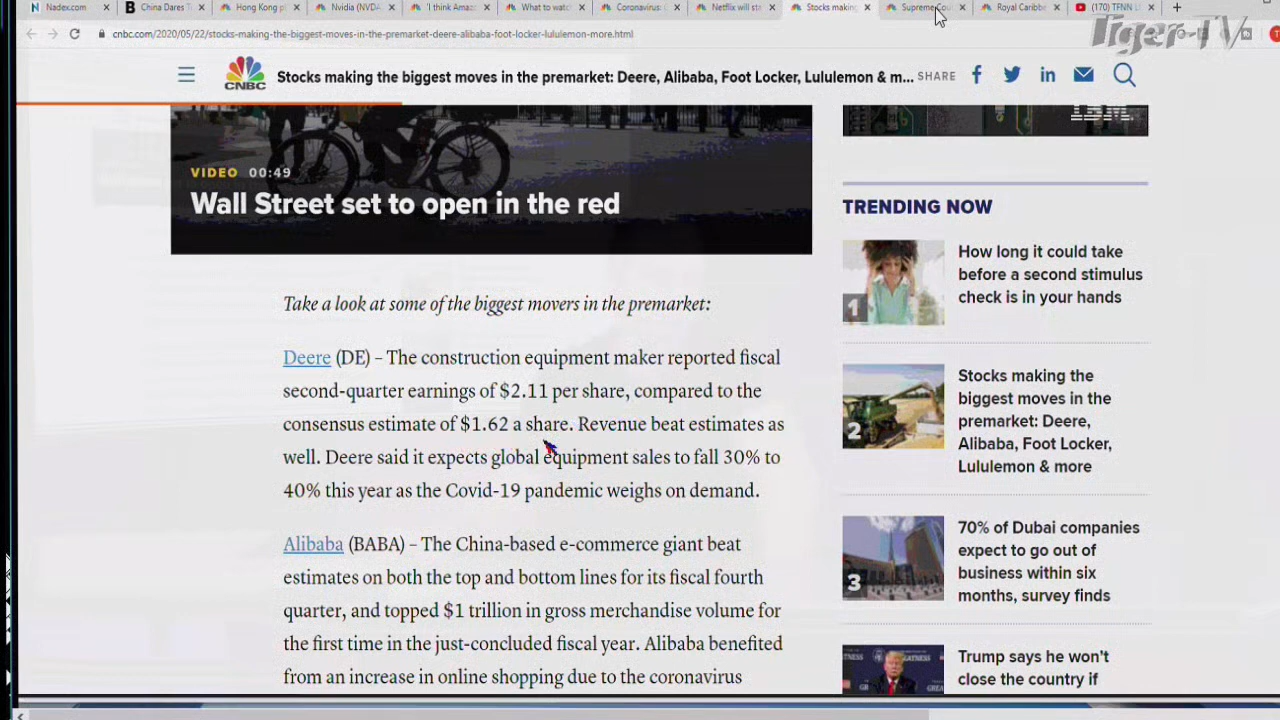 Nadex.com
China Dares T
Hong Kong p
Nvidia (NVDA
'I think Amaz
What to watc
Coronavirus:
Netflix will sta
Stocks making
Supreme Cou
Royal Caribbe
(170) TFNN L
Tiger-TV
cnbc.com/2020/05/22/stocks-making-the-biggest-moves-in-the-premarket-deere-alibaba-foot-locker-lululemon-more.html
CNBC
Stocks making the biggest moves in the premarket: Deere, Alibaba, Foot Locker, Lululemon & m...
SHARE
VIDEO 00:49
Wall Street set to open in the red
Take a look at some of the biggest movers in the premarket:
Deere (DE) – The construction equipment maker reported fiscal
second-quarter earnings of $2.11 per share, compared to the
consensus estimate of $1.62 a share. Revenue beat estimates as
well. Deere said it expects global equipment sales to fall 30% to
40% this year as the Covid-19 pandemic weighs on demand.
Alibaba (BABA) – The China-based e-commerce giant beat
estimates on both the top and bottom lines for its fiscal fourth
quarter, and topped $1 trillion in gross merchandise volume for
the first time in the just-concluded fiscal year. Alibaba benefited
from an increase in online shopping due to the coronavirus
IBM
TRENDING NOW
1
How long it could take
before a second stimulus
check is in your hands
2
Stocks making the
biggest moves in the
premarket: Deere,
Alibaba, Foot Locker,
Lululemon & more
3
70% of Dubai companies
expect to go out of
business within six
months, survey finds
Trump says he won't
close the country if